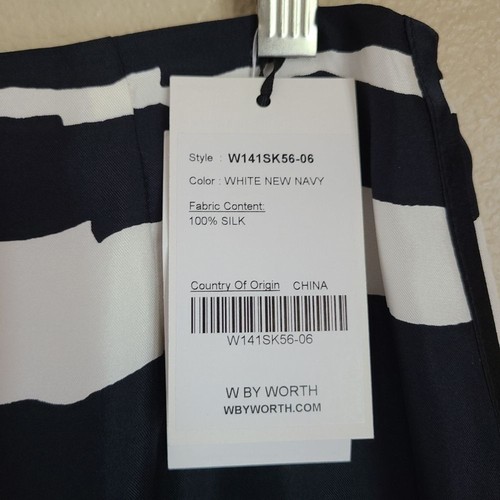 Style : W141SK56-06
Color : WHITE NEW NAVY
Fabric Content:
100% SILK
Country Of Origin CHINA
W141SK56-06
W BY WORTH
WBYWORTH.COM